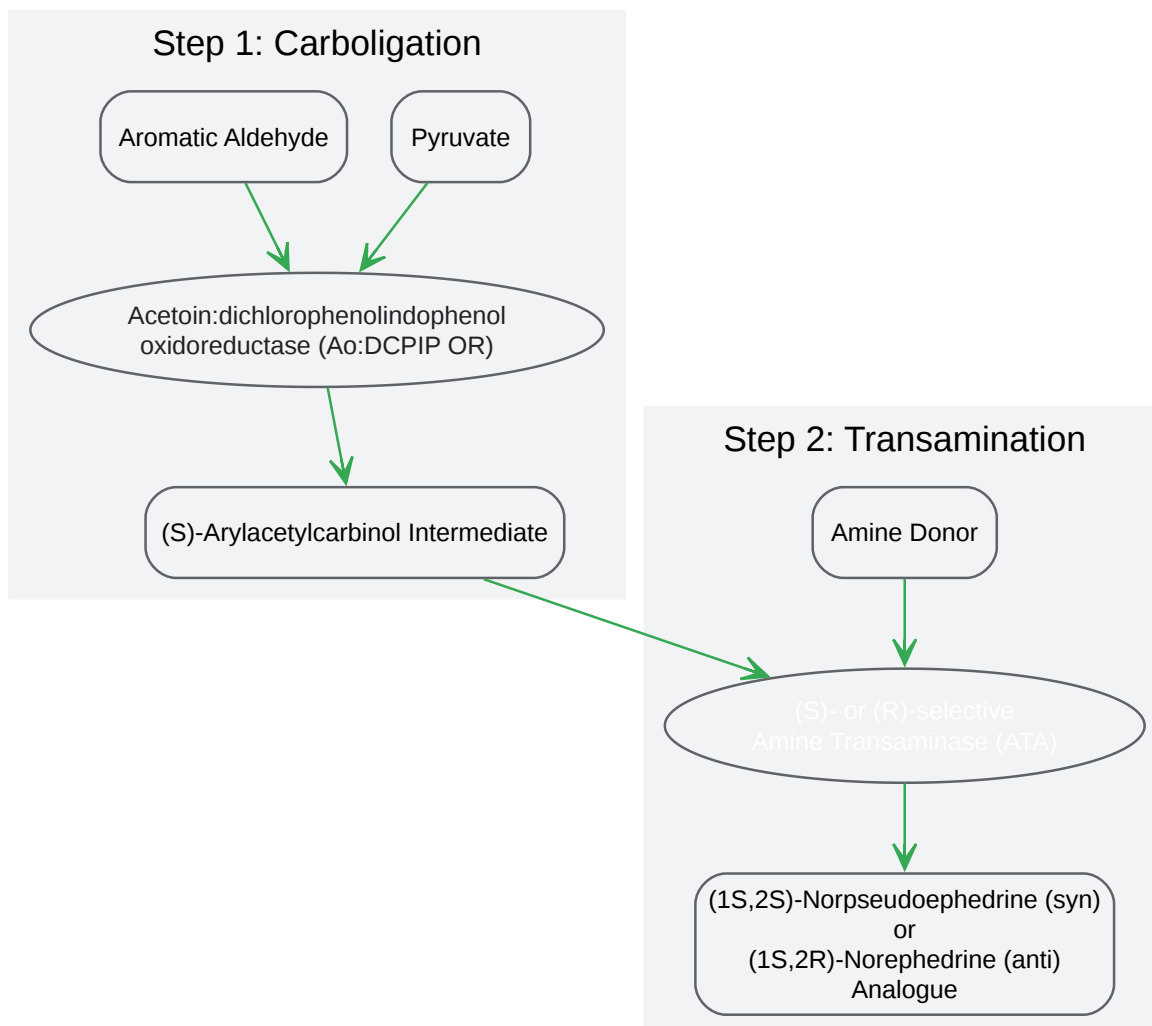 Step 1: Carboligation
Aromatic Aldehyde
Pyruvate
Acetoin:dichlorophenolindophenol
oxidoreductase (Ao:DCPIP OR)
(S)-Arylacetylcarbinol Intermediate
Step 2: Transamination
Amine Donor
(S)- or (R)-selective
Amine Transaminase (ATA)
(1S,2S)-Norpseudoephedrine (syn)
or
(1S,2R)-Norephedrine (anti)
Analogue